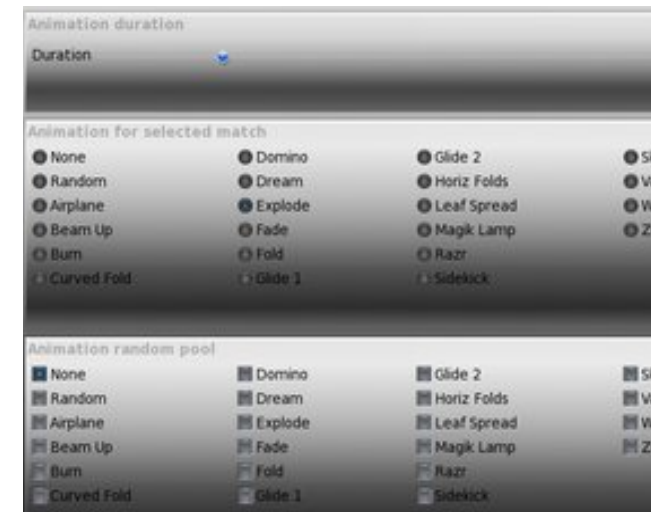 Animation duration
Duration
Animation for selected match
None Domino Glide 2
Random Dream Horiz Folds
Airplane Explode Leaf Spread
Beam Up Fade Magik Lamp
Burn Fold Razr
Curved Fold Glide 1 Sidekick
Animation random pool
None Domino Glide 2
Random Dream Horiz Folds
Airplane Explode Leaf Spread
Beam Up Fade Magik Lamp
Burn Fold Razr
Curved Fold Glide 1 Sidekick